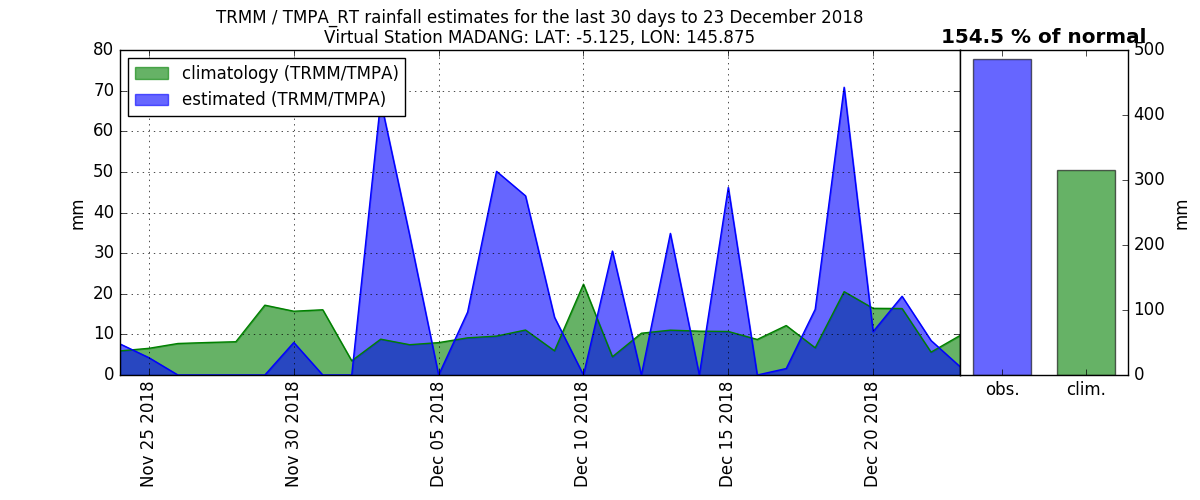 TRMM / TMPA_RT rainfall estimates for the last 30 days to 23 December 2018
Virtual Station MADANG: LAT: -5.125, LON: 145.875
154.5 % of normal
climatology (TRMM/TMPA)
estimated (TRMM/TMPA)
80
70
60
50
40
30
20
10
0
mm
Nov 25 2018
Nov 30 2018
Dec 05 2018
Dec 10 2018
Dec 15 2018
Dec 20 2018
500
400
300
200
100
0
mm
obs.
clim.